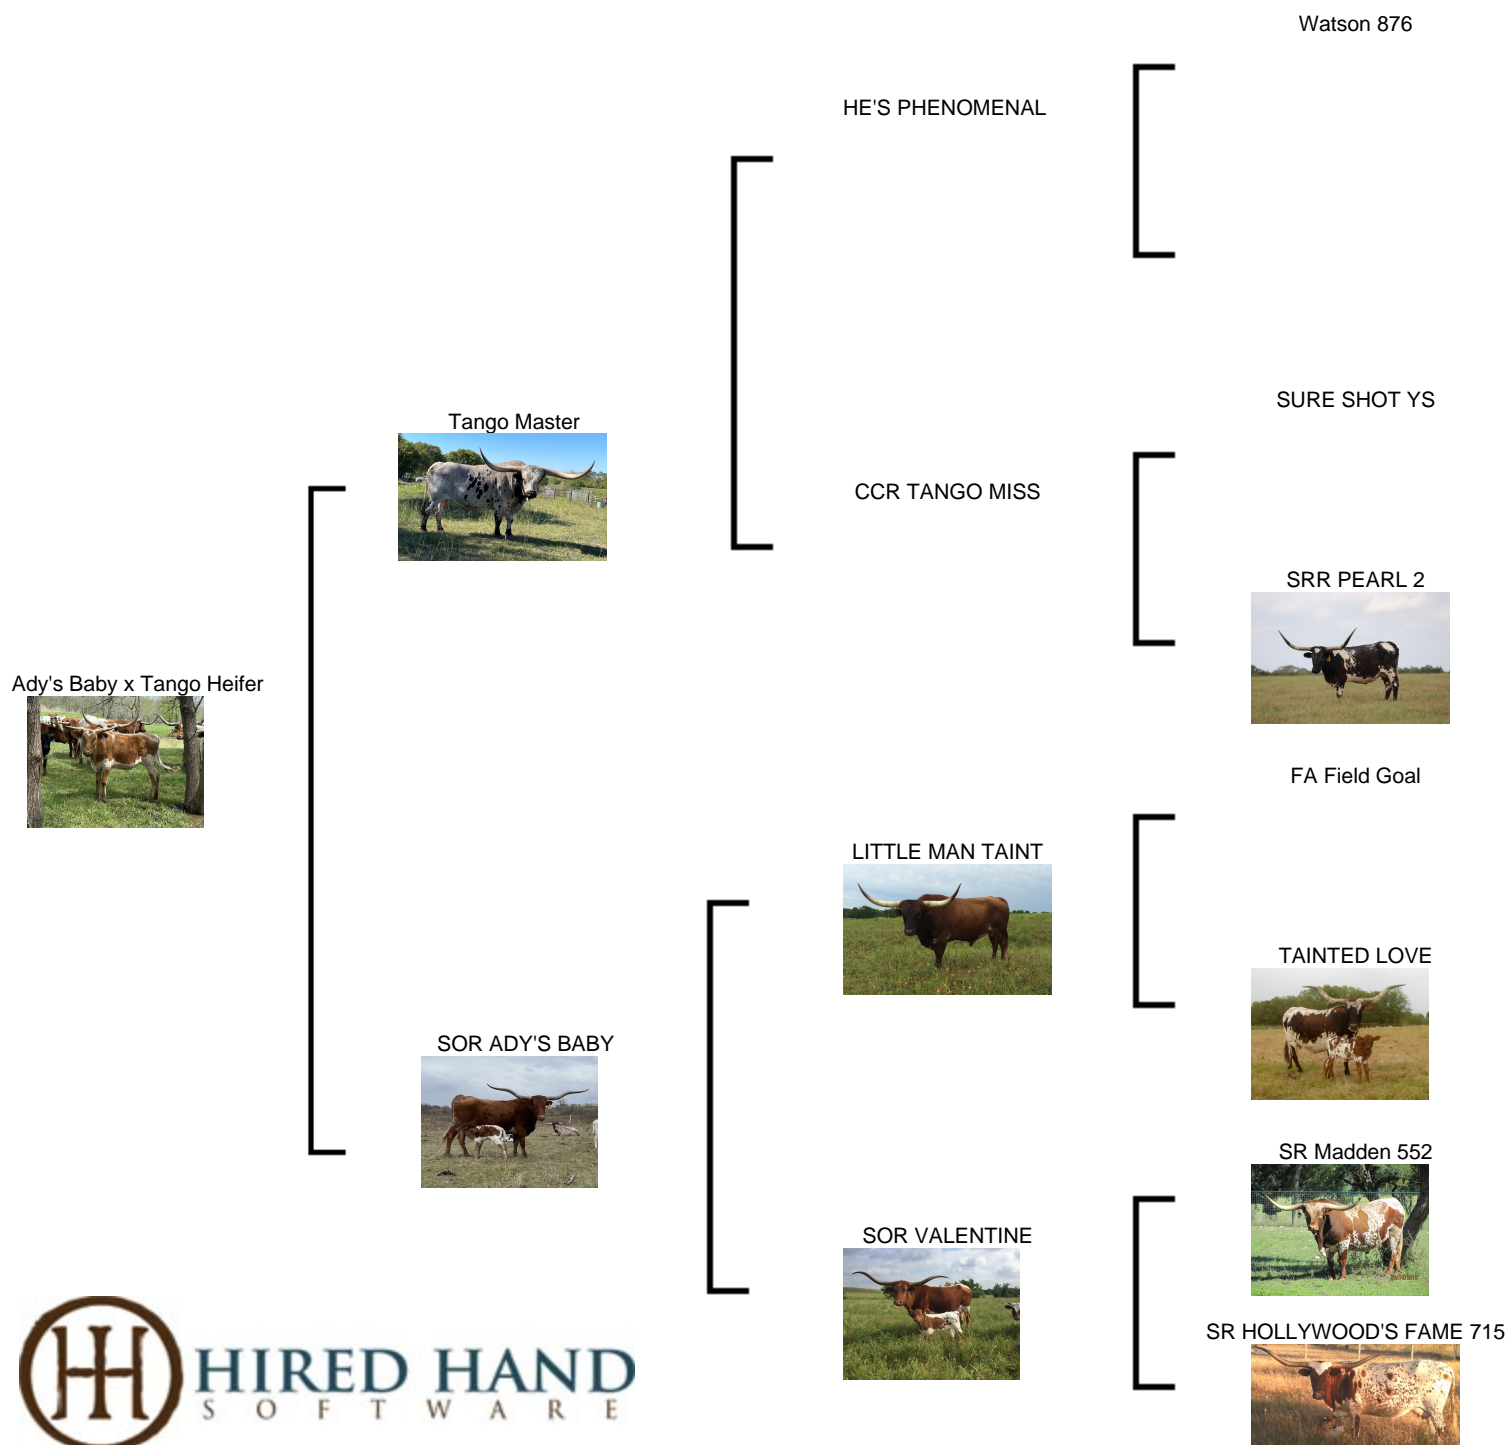 Watson 876
HE'S PHENOMENAL
SURE SHOT YS
Tango Master
CCR TANGO MISS
SRR PEARL 2
Ady's Baby x Tango Heifer
FA Field Goal
LITTLE MAN TAINT
TAINTED LOVE
SOR ADY'S BABY
SR Madden 552
SOR VALENTINE
SR HOLLYWOOD'S FAME 715
HIRED HAND
SOFTWARE